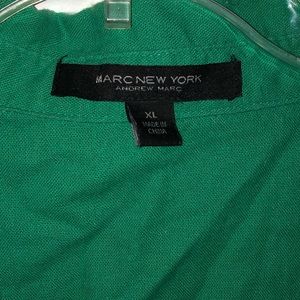 MARC NEW YORK
ANDREW MARC
XL
MADE IN
CHINA